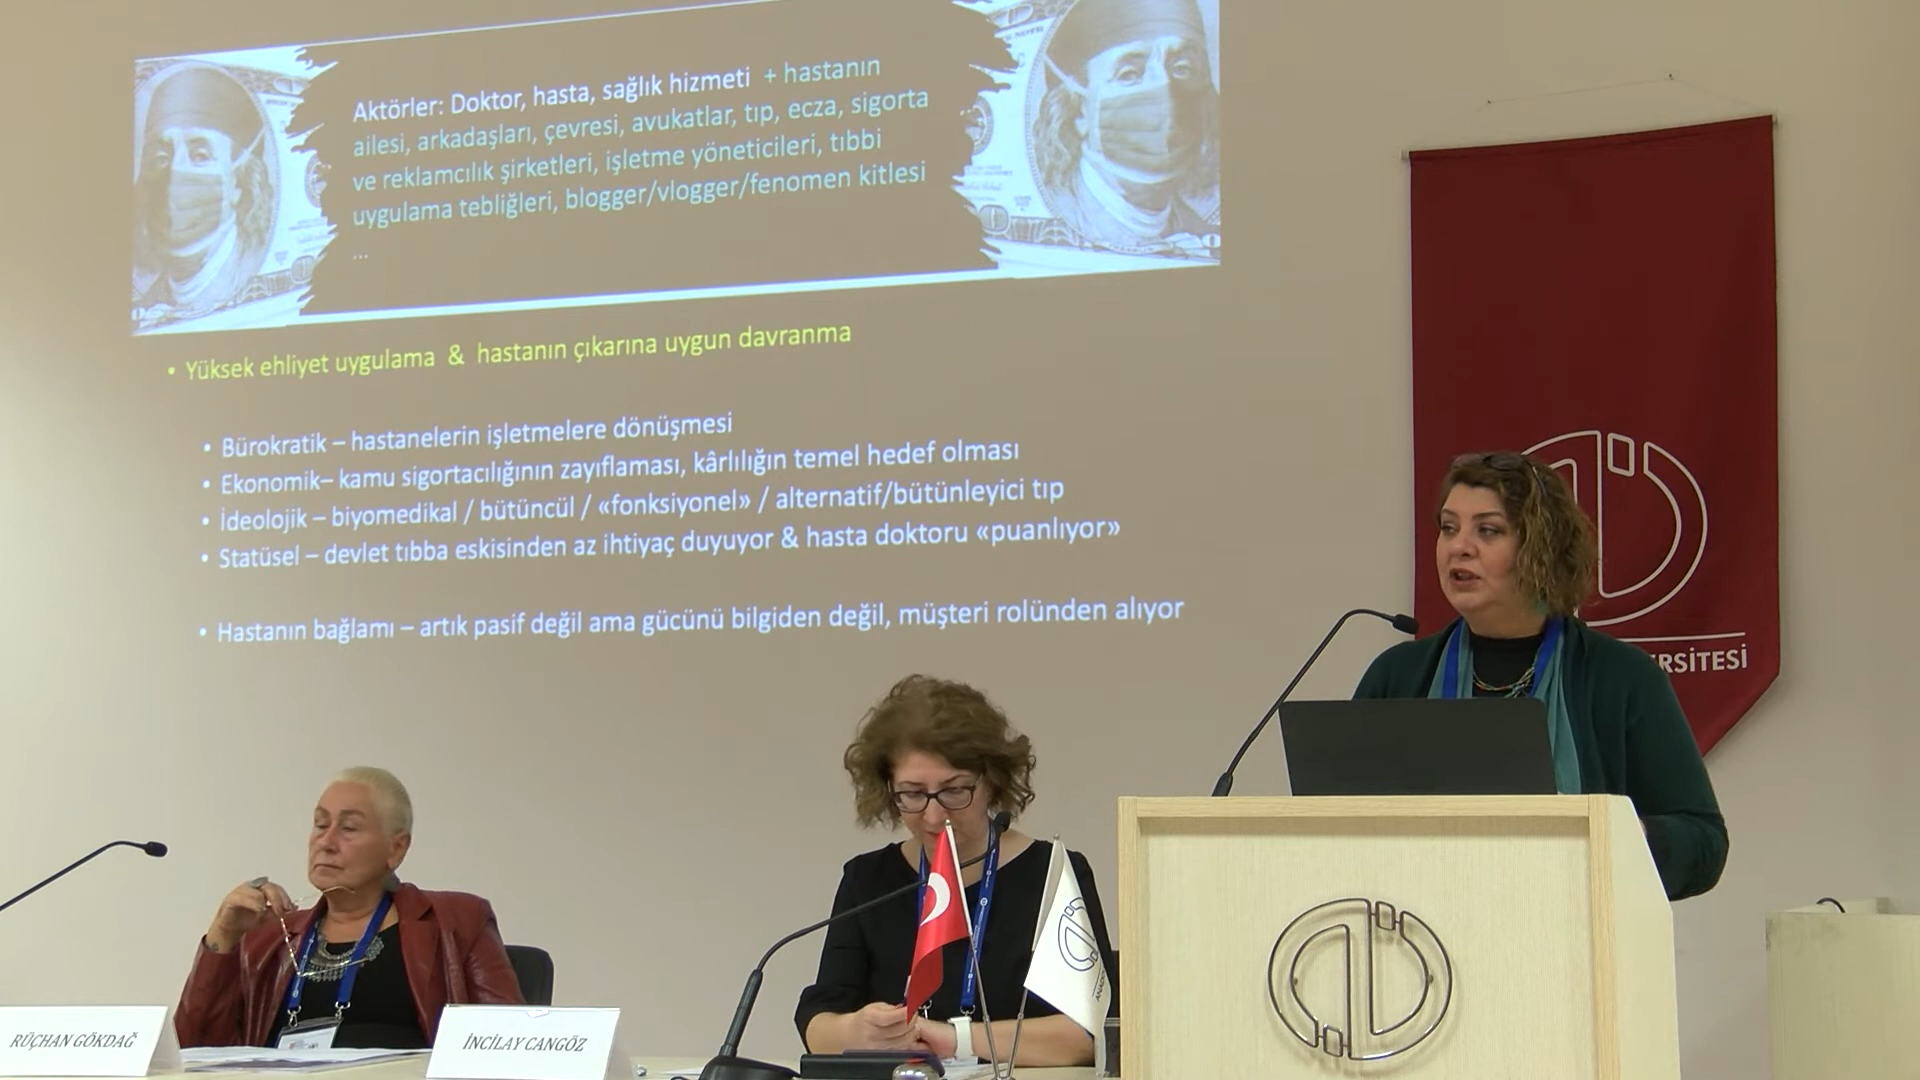 Aktörler: Doktor, hasta, sağlık hizmeti + hastanın
ailesi, arkadaşları, çevresi, avukatlar, tıp, ecza, sigorta
ve reklamcılık şirketleri, işletme yöneticileri, tıbbi
uygulama tebliğleri, blogger/vlogger/fenomen kitlesi
...
• Yüksek ehliyet uygulama & hastanın çıkarına uygun davranma
• Bürokratik – hastanelerin işletmelere dönüşmesi
• Ekonomik– kamu sigortacılığının zayıflaması, kârlılığın temel hedef olması
• İdeolojik – biyomedikal / bütüncül / «fonksiyonel» / alternatif/bütünleyici tıp
• Statüsel – devlet tıbba eskisinden az ihtiyaç duyuyor & hasta doktoru «puanlıyor»
• Hastanın bağlamı – artık pasif değil ama gücünü bilgiden değil, müşteri rolünden alıyor
RSİTESİ
RÜÇHAN GÖKDAĞ
İNCİLAY CANGÖZ